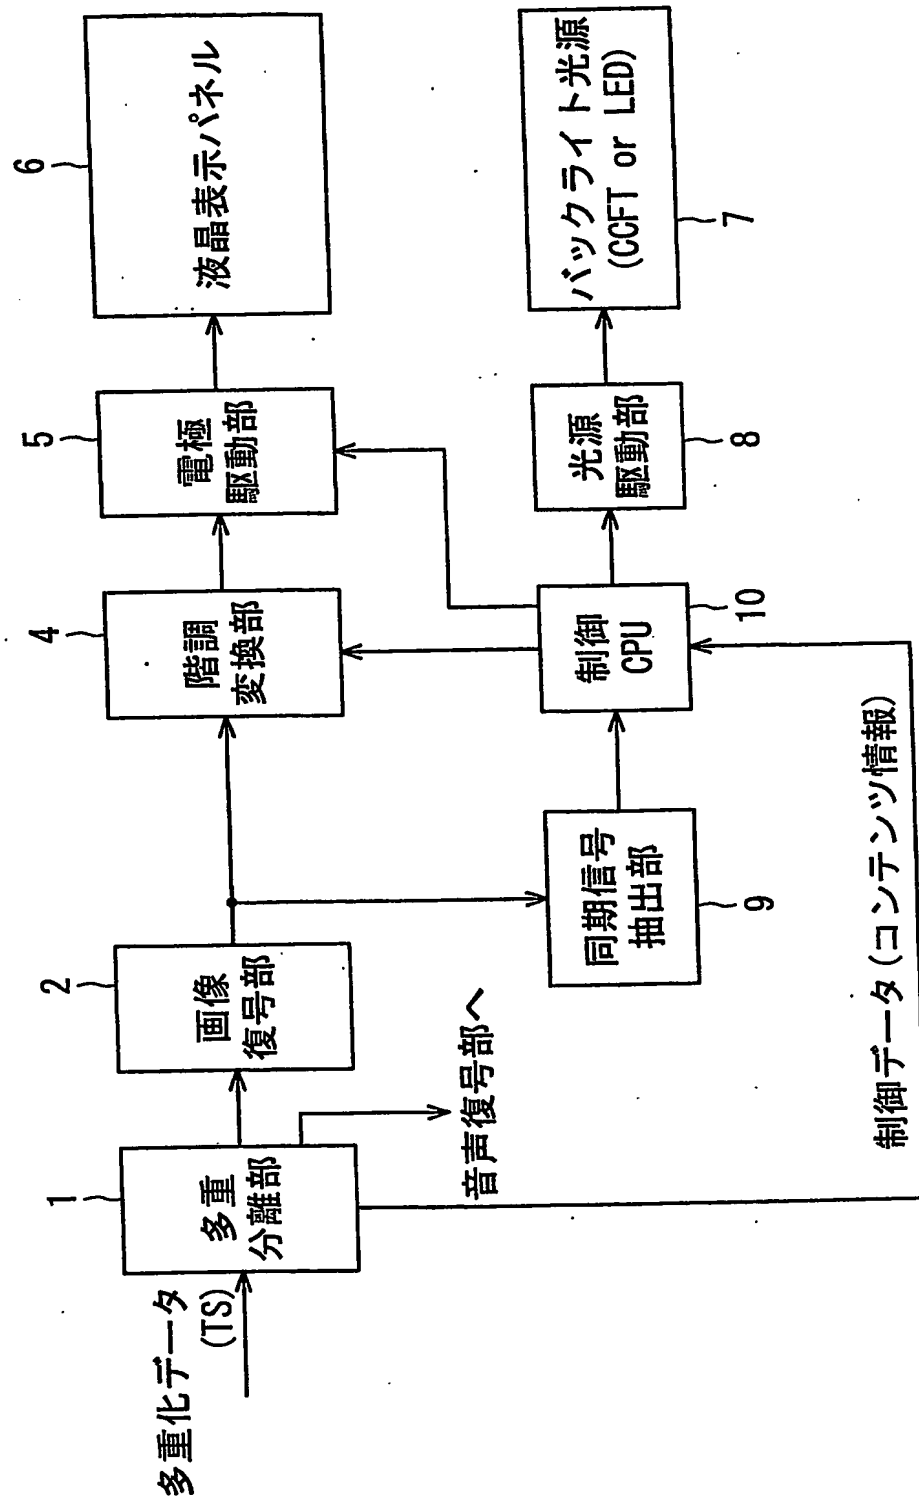 多重化データ
(TS)
1
多重
分離部
2
画像
復号部
4
階調
変換部
5
電極
駆動部
6
液晶表示パネル
音声復号部へ
同期信号
抽出部
9
制御
CPU
10
光源
駆動部
8
バックライト光源
(CCFT or LED)
7
制御データ(コンテンツ情報)